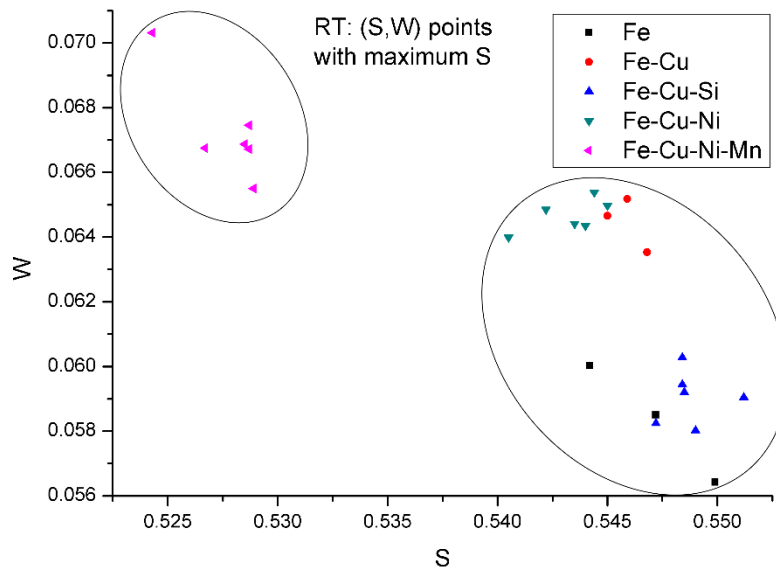 RT: (S,W) points
with maximum S
Fe
Fe-Cu
Fe-Cu-Si
Fe-Cu-Ni
Fe-Cu-Ni-Mn
W
0.070
0.068
0.066
0.064
0.062
0.060
0.058
0.056
0.525 0.530 0.535 0.540 0.545 0.550
S